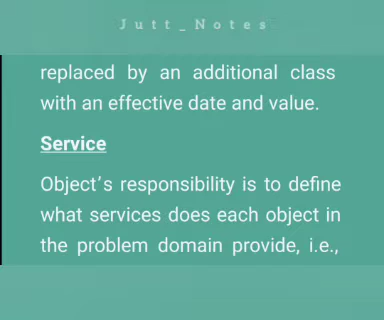 Jutt_Notes
replaced by an additional class
with an effective date and value.
Service
Object's responsibility is to define
what services does each object in
the problem domain provide, i.e.,